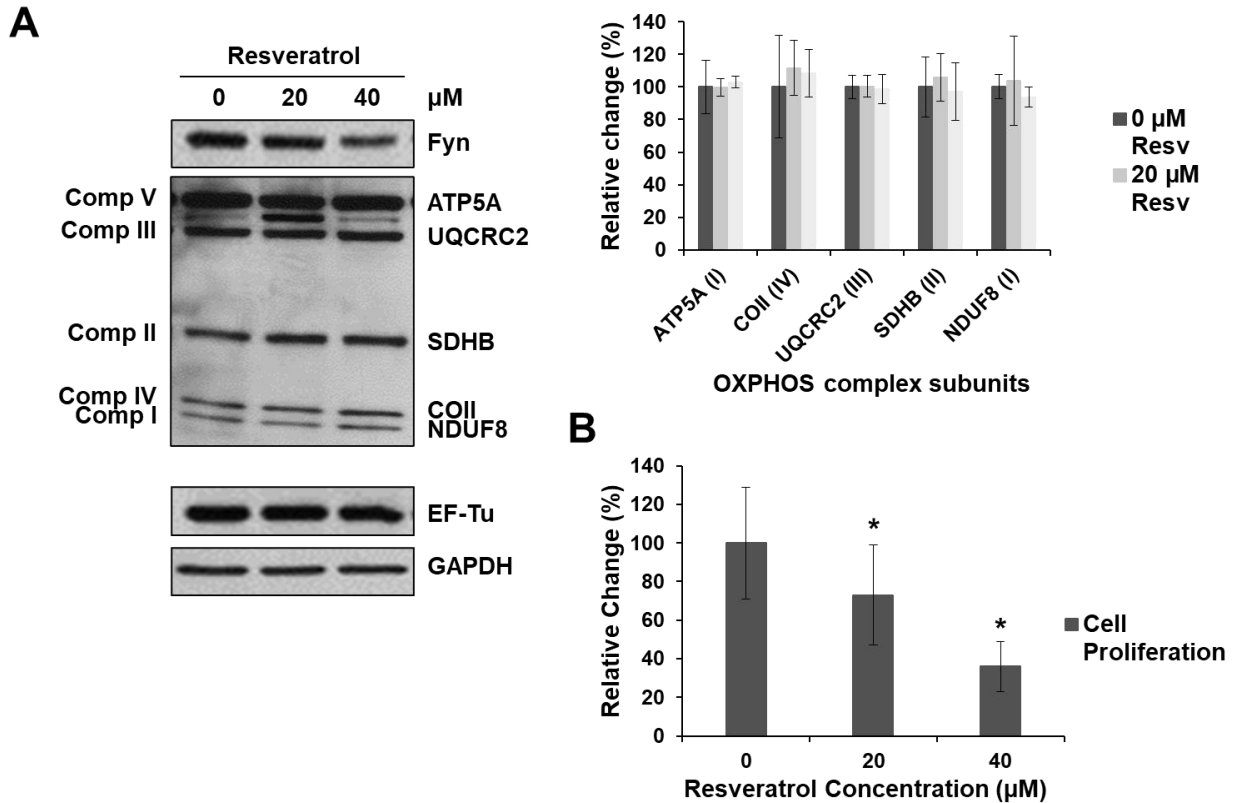 A
Resveratrol
0 20 40 µM
Fyn
Comp V
ATP5A
Comp III
UQCRC2
Comp II
SDHB
Comp IV
COII
Comp I
NDUF8
EF-Tu
GAPDH
Relative change (%)
140
120
100
80
60
40
20
0
ATP5A (I)
COII (IV)
UQCRC2 (III)
SDHB (II)
NDUF8 (I)
OXPHOS complex subunits
0 µM
Resv
20 µM
Resv
B
Relative Change (%)
140
120
100
80
60
40
20
0
*
*
0 20 40
Resveratrol Concentration (µM)
Cell
Proliferation